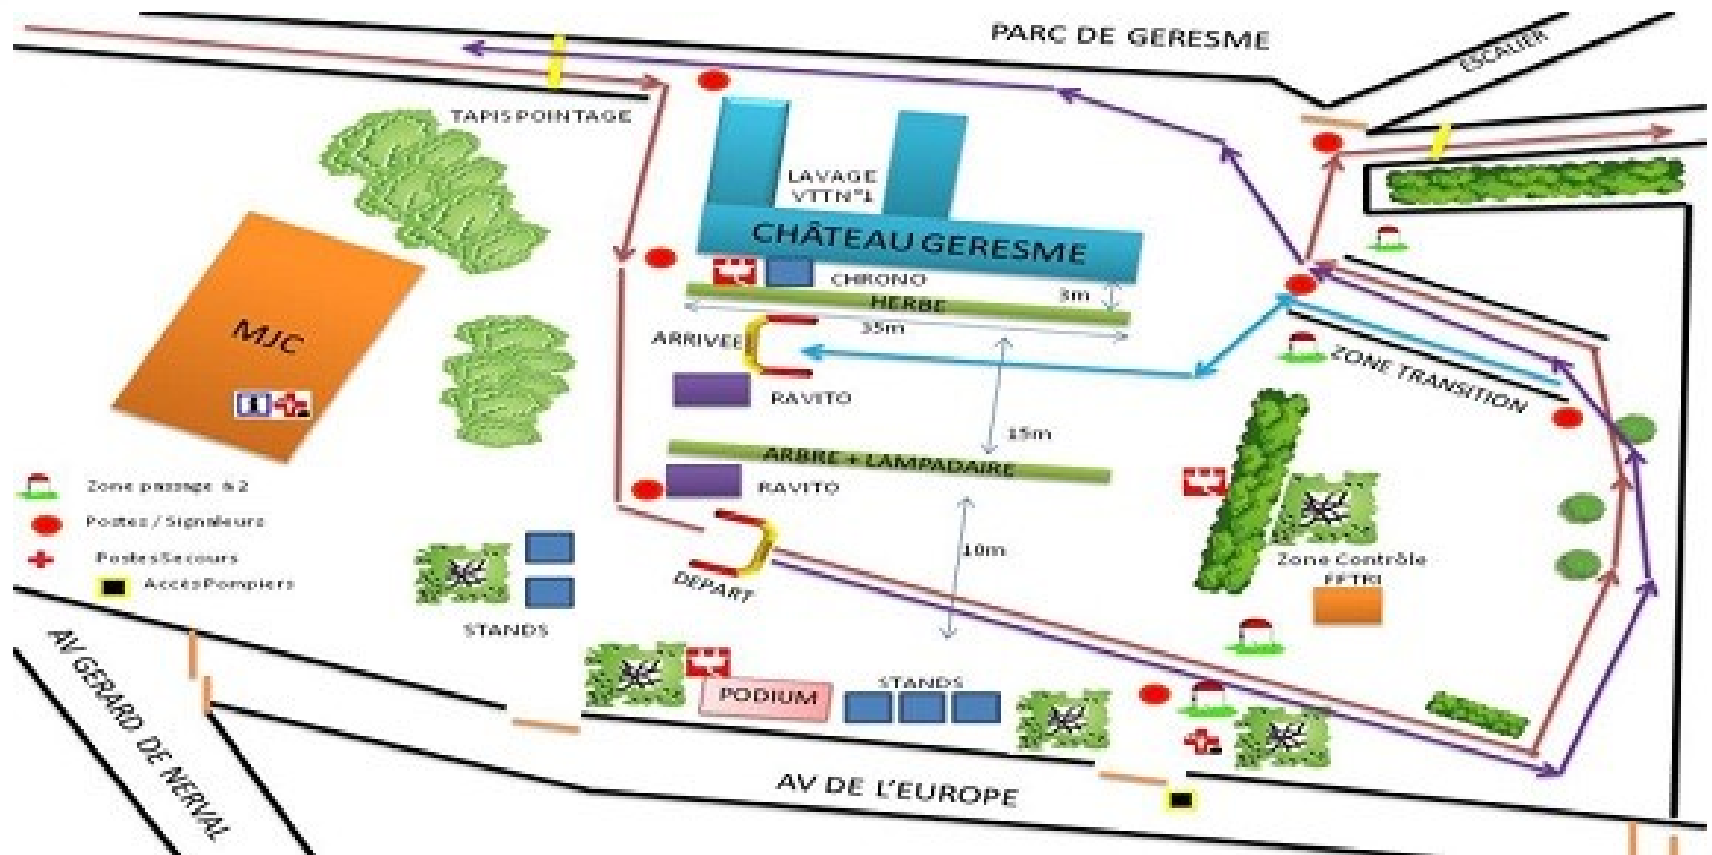 PARC DE GERESME
ESCALIER
TAPIS POINTAGE
LAVAGE
VTT N°1
CHÂTEAU GERESME
CHRONO
3m
HERBE
35m
ARRIVEE
MJC
RAVITO
ZONE TRANSITION
15m
ARBRE + LAMPADAIRE
RAVITO
Zone passage à 2
Postes / Signaleurs
Postes Secours
Accès Pompiers
10m
Zone Contrôle
FFTRI
DEPART
STANDS
STANDS
PODIUM
AV GERARD DE NERVAL
AV DE L'EUROPE